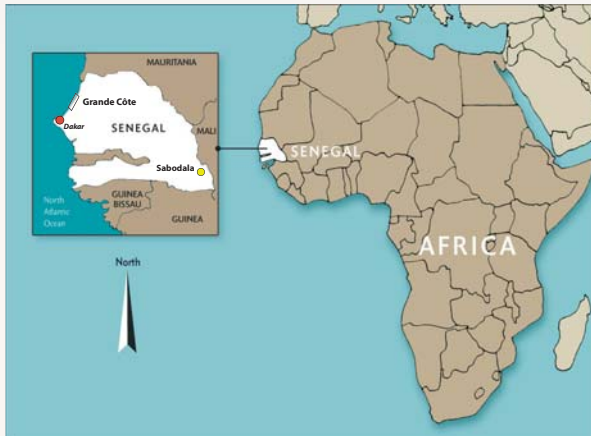 MAURITANIA
Grande Côte
Dakar
SENEGAL
MALI
Sabodala
GUINEA
BISSAU
GUINEA
North
Atlantic
Ocean
SENEGAL
AFRICA
North